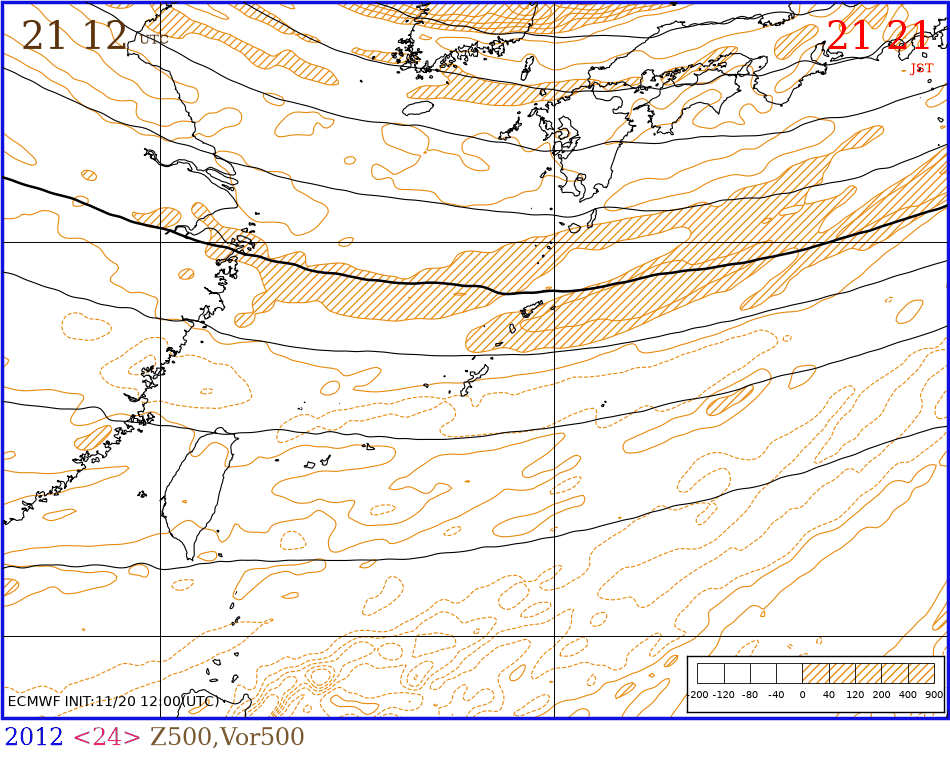 21 12 UTC
21 21
- JST
-200 -120 -80 -40 0 40 120 200 400 900
ECMWF INIT:11/20 12:00(UTC)
2012 <24> Z500,Vor500